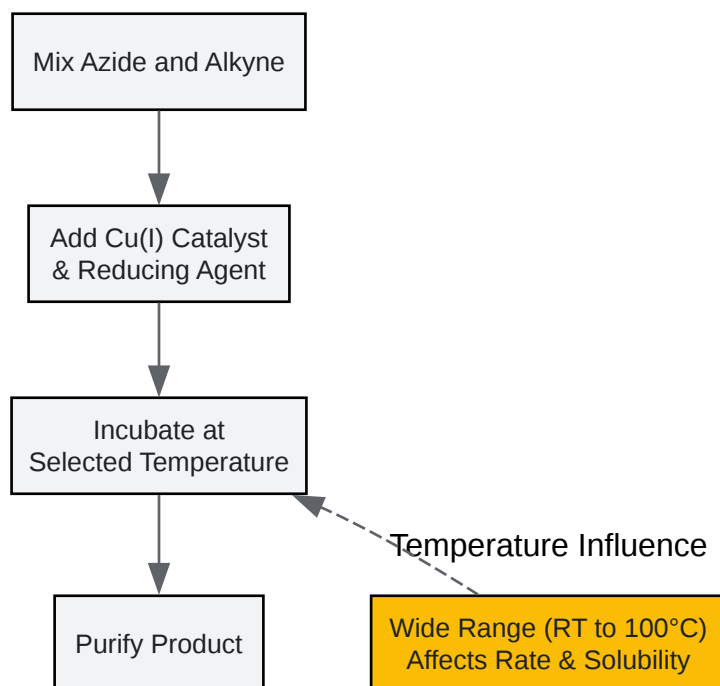 Mix Azide and Alkyne
Add Cu(I) Catalyst
& Reducing Agent
Incubate at
Selected Temperature
Temperature Influence
Purify Product
Wide Range (RT to 100°C)
Affects Rate & Solubility